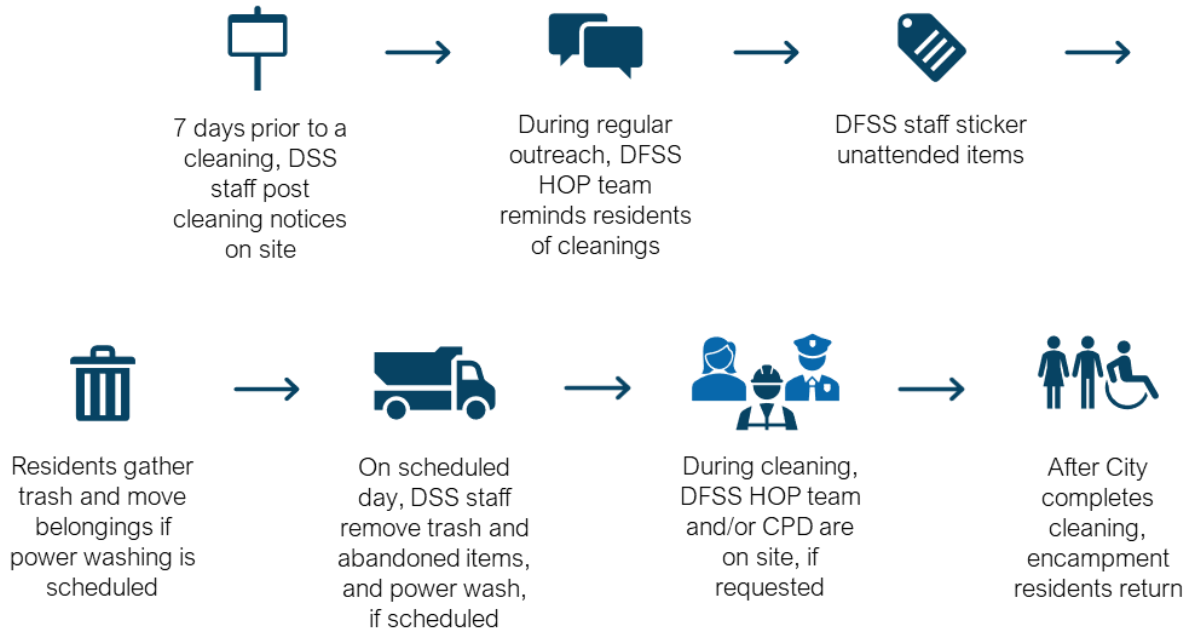 7 days prior to a
cleaning, DSS
staff post
cleaning notices
on site
During regular
outreach, DFSS
HOP team
reminds residents
of cleanings
DFSS staff sticker
unattended items
Residents gather
trash and move
belongings if
power washing is
scheduled
On scheduled
day, DSS staff
remove trash and
abandoned items,
and power wash,
if scheduled
During cleaning,
DFSS HOP team
and/or CPD are
on site, if
requested
After City
completes
cleaning,
encampment
residents return